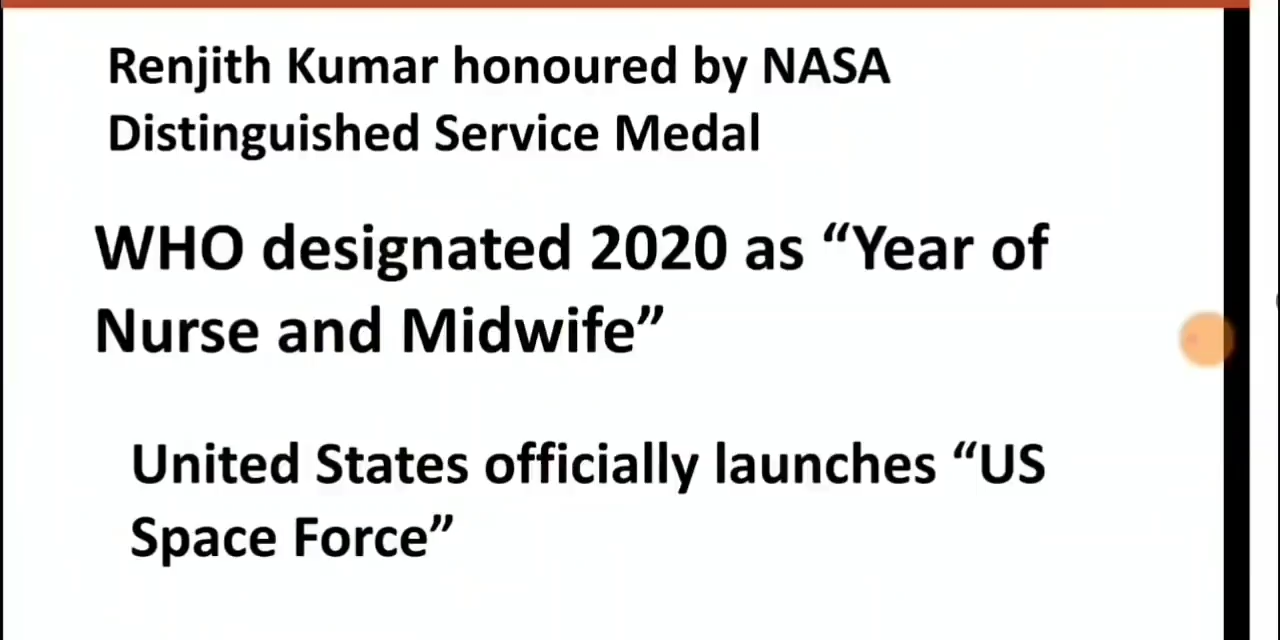 Renjith Kumar honoured by NASA
Distinguished Service Medal
WHO designated 2020 as “Year of
Nurse and Midwife”
United States officially launches “US
Space Force”